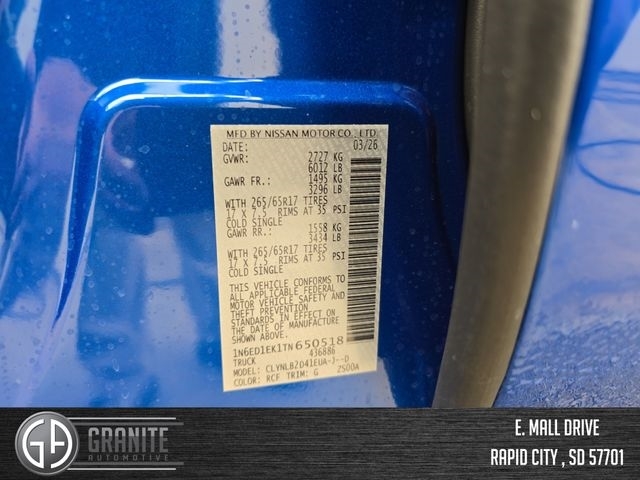 MFD BY NISSAN MOTOR CO., LTD.
DATE: 03/26
GVWR: 2727 KG
6012 LB
GAWR FR.: 1495 KG
3296 LB
WITH 265/65R17 TIRES
17 X 7.5 RIMS AT 35 PSI
COLD SINGLE
GAWR RR.: 1558 KG
3434 LB
WITH 265/65R17 TIRES
17 X 7.5 RIMS AT 35 PSI
COLD SINGLE
THIS VEHICLE CONFORMS TO
ALL APPLICABLE FEDERAL
MOTOR VEHICLE SAFETY AND
THEFT PREVENTION
STANDARDS IN EFFECT ON
THE DATE OF MANUFACTURE
SHOWN ABOVE.
1N6ED1EK1TN650518
TRUCK 436886
MODEL: CLYNLB2D41EUA-J--D
COLOR: RCF TRIM: G 2S00A
GA GRANITE
AUTOMOTIVE
E. MALL DRIVE
RAPID CITY , SD 57701